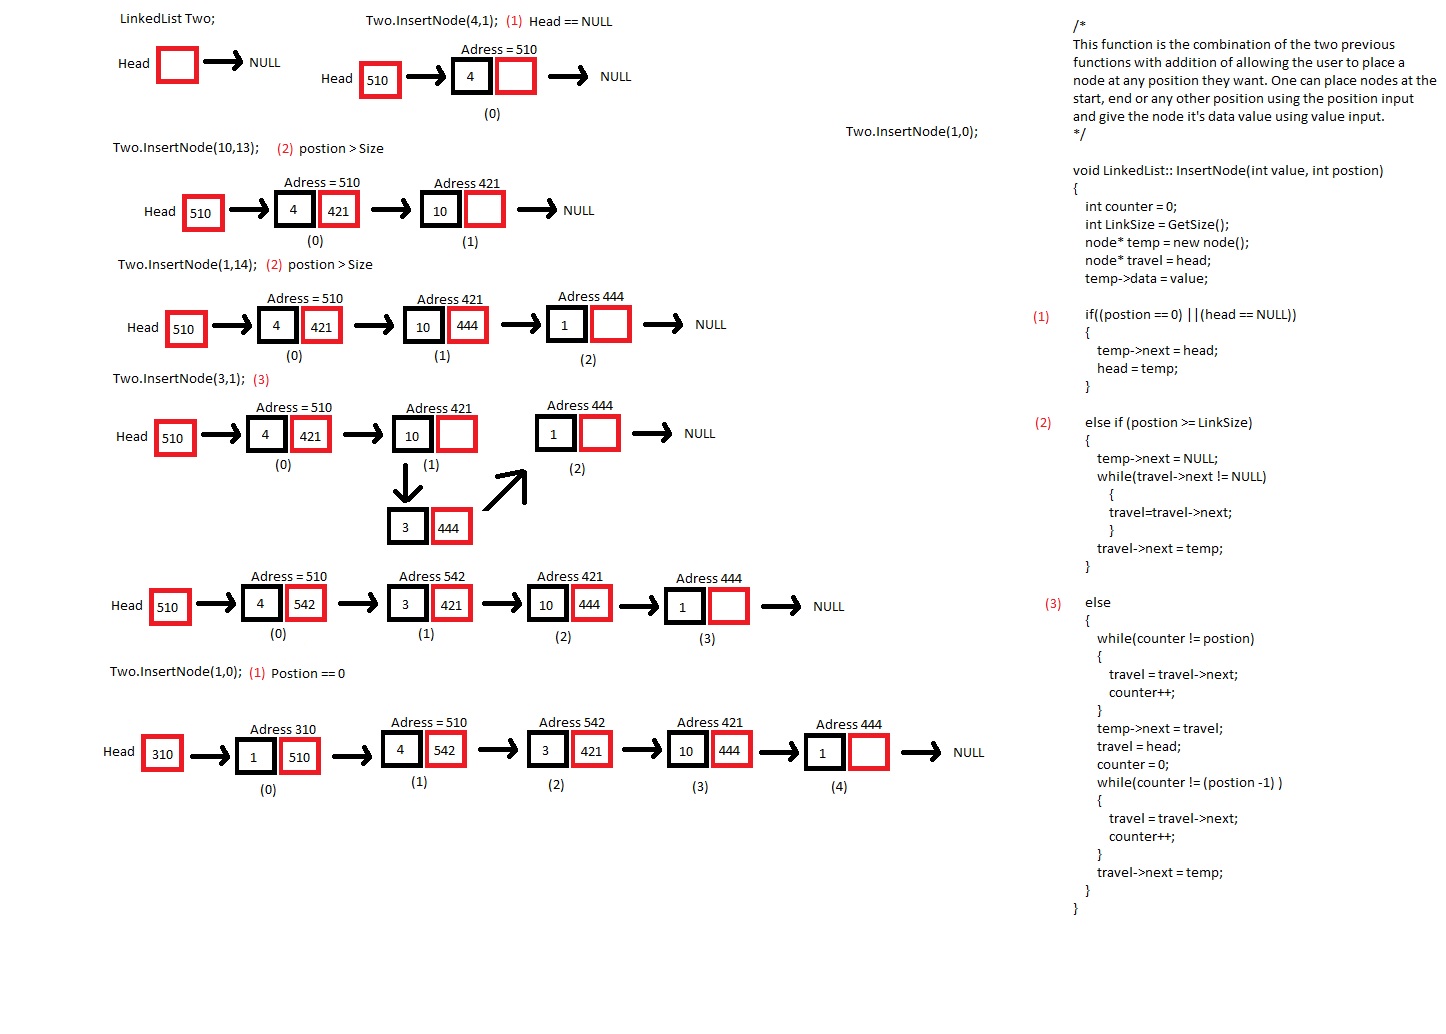 LinkedList Two;
Head
NULL
Two.InsertNode(4,1); (1) Head == NULL
Adress = 510
Head 510 4 NULL
(0)
Two.InsertNode(10,13); (2) postion > Size
Adress = 510 Adress 421
Head 510 4 421 10 NULL
(0) (1)
Two.InsertNode(1,14); (2) postion > Size
Adress = 510 Adress 421 Adress 444
Head 510 4 421 10 444 1 NULL
(0) (1) (2)
Two.InsertNode(3,1); (3)
Adress = 510 Adress 421 Adress 444
Head 510 4 421 10 1 NULL
(0) (1) (2)
3 444
Adress = 510 Adress 542 Adress 421 Adress 444
Head 510 4 542 3 421 10 444 1 NULL
(0) (1) (2) (3)
Two.InsertNode(1,0); (1) Postion == 0
Adress 310 Adress = 510 Adress 542 Adress 421 Adress 444
Head 310 1 510 4 542 3 421 10 444 1 NULL
(0) (1) (2) (3) (4)
Two.InsertNode(1,0);
/*
This function is the combination of the two previous
functions with addition of allowing the user to place a
node at any position they want. One can place nodes at the
start, end or any other position using the position input
and give the node it's data value using value input.
*/
void LinkedList:: InsertNode(int value, int postion)
{
int counter = 0;
int LinkSize = GetSize();
node* temp = new node();
node* travel = head;
temp->data = value;
(1) if((postion == 0) ||(head == NULL))
{
temp->next = head;
head = temp;
}
(2) else if (postion >= LinkSize)
{
temp->next = NULL;
while(travel->next != NULL)
{
travel=travel->next;
}
travel->next = temp;
}
(3) else
{
while(counter != postion)
{
travel = travel->next;
counter++;
}
temp->next = travel;
travel = head;
counter = 0;
while(counter != (postion -1) )
{
travel = travel->next;
counter++;
}
travel->next = temp;
}
}